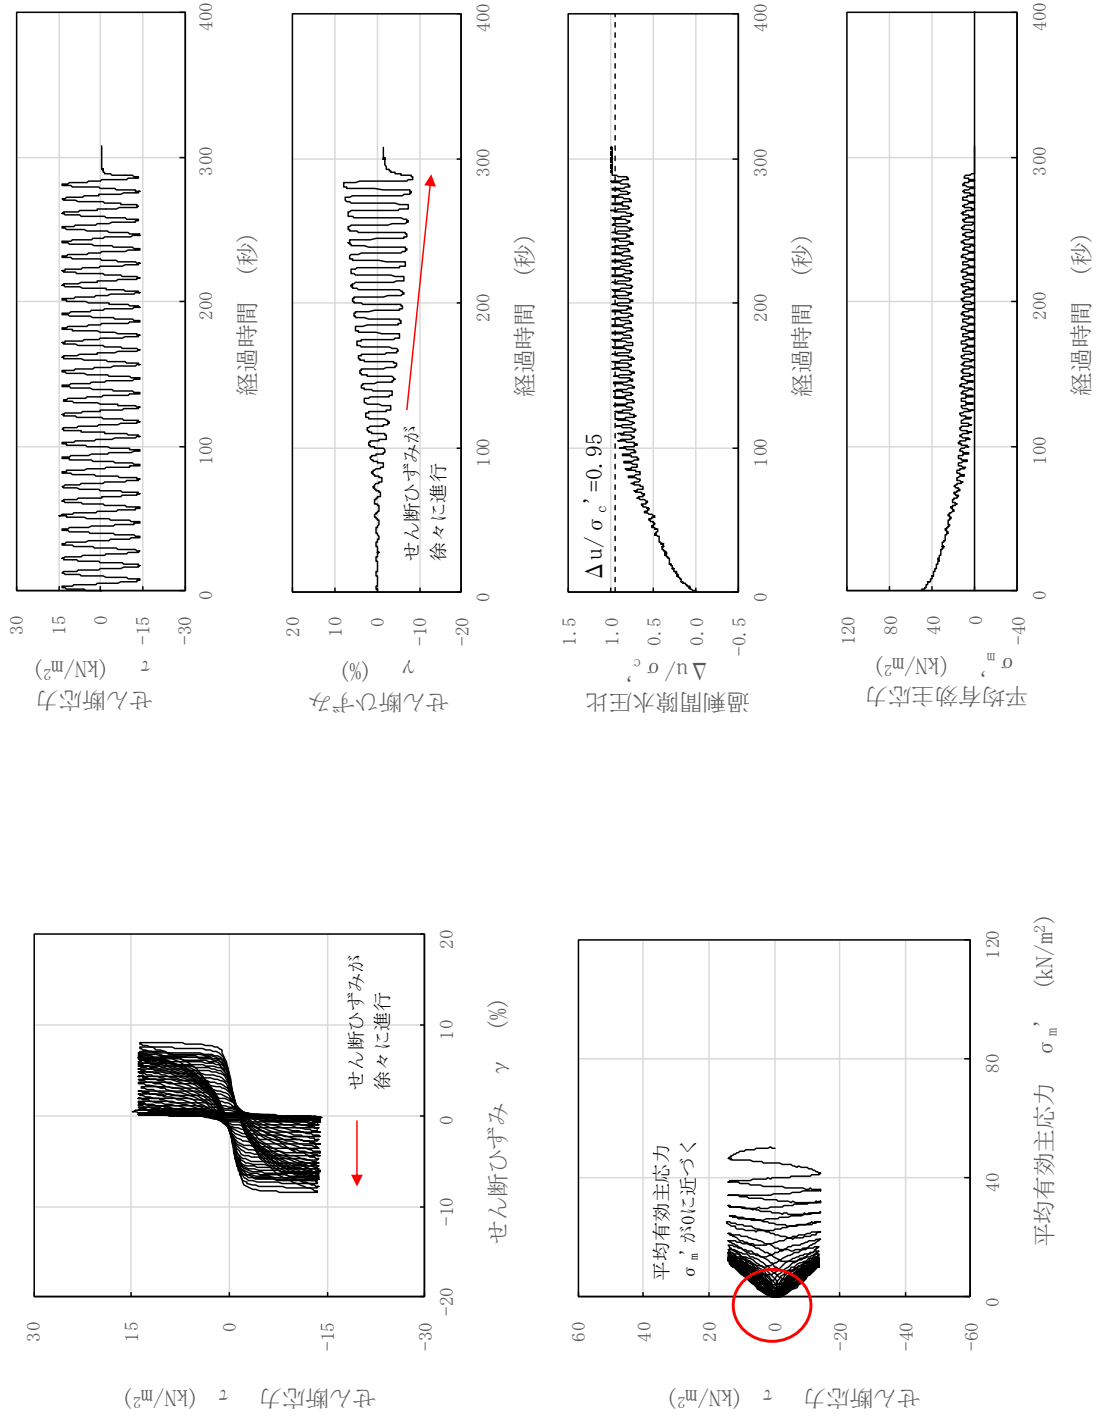 30
15
0
-15
-30
せん断応力 τ (kN/m²)
-20
-10
0
10
20
せん断ひずみ γ (%)
せん断ひずみが
徐々に進行
60
40
20
0
-20
-40
-60
せん断応力 τ (kN/m²)
0
40
80
120
平均有効主応力 σm' (kN/m²)
平均有効主応力
σm'が0に近づく
30
15
0
-15
-30
せん断応力
τ (kN/m²)
0
100
200
300
400
経過時間 (秒)
20
10
0
-10
-20
せん断ひずみ
γ (%)
0
100
200
300
400
経過時間 (秒)
せん断ひずみが
徐々に進行
1.5
1.0
0.5
0.0
-0.5
過剰間隙水圧比
Δu/σc'
0
100
200
300
400
経過時間 (秒)
Δu/σc'=0.95
120
80
40
0
-40
平均有効主応力
σm' (kN/m²)
0
100
200
300
400
経過時間 (秒)